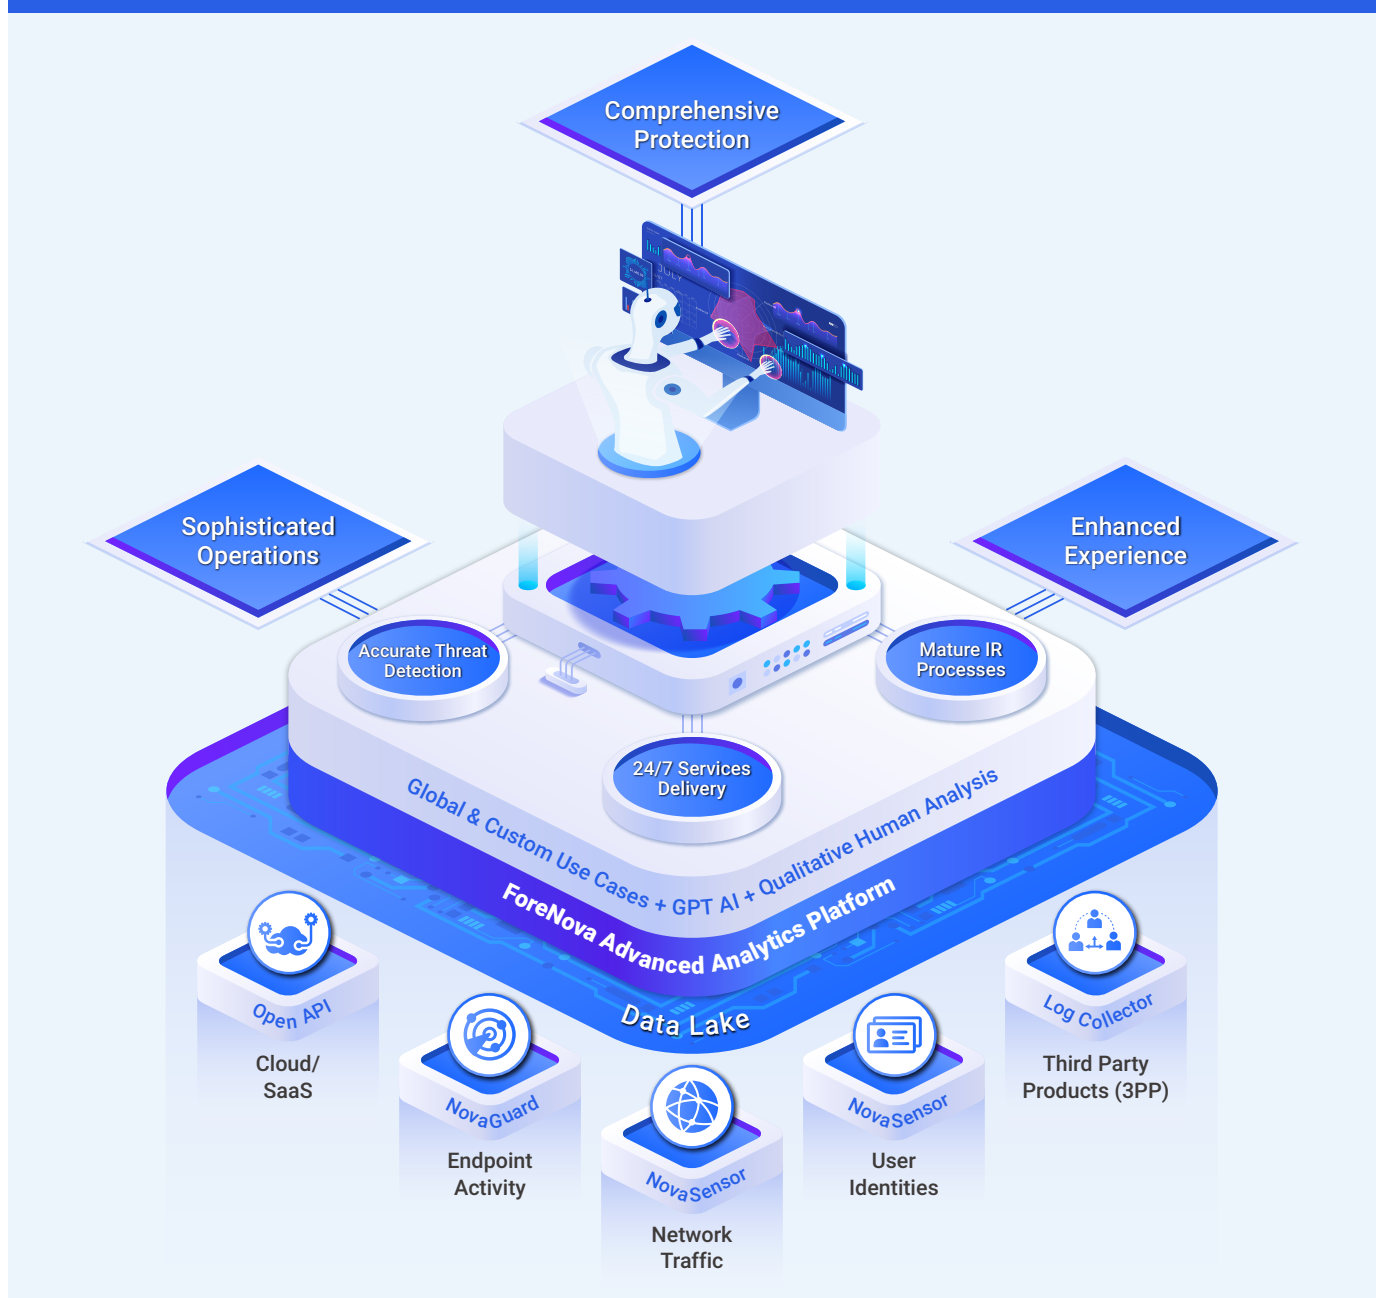 Comprehensive
Protection
JULY
Sophisticated
Operations
Enhanced
Experience
Accurate Threat
Detection
Mature IR
Processes
24/7 Services
Delivery
Global & Custom Use Cases + GPT AI + Qualitative Human Analysis
ForeNova Advanced Analytics Platform
Data Lake
Open API
Cloud/
SaaS
NovaGuard
Endpoint
Activity
NovaSensor
Network
Traffic
NovaSensor
User
Identities
Log Collector
Third Party
Products (3PP)